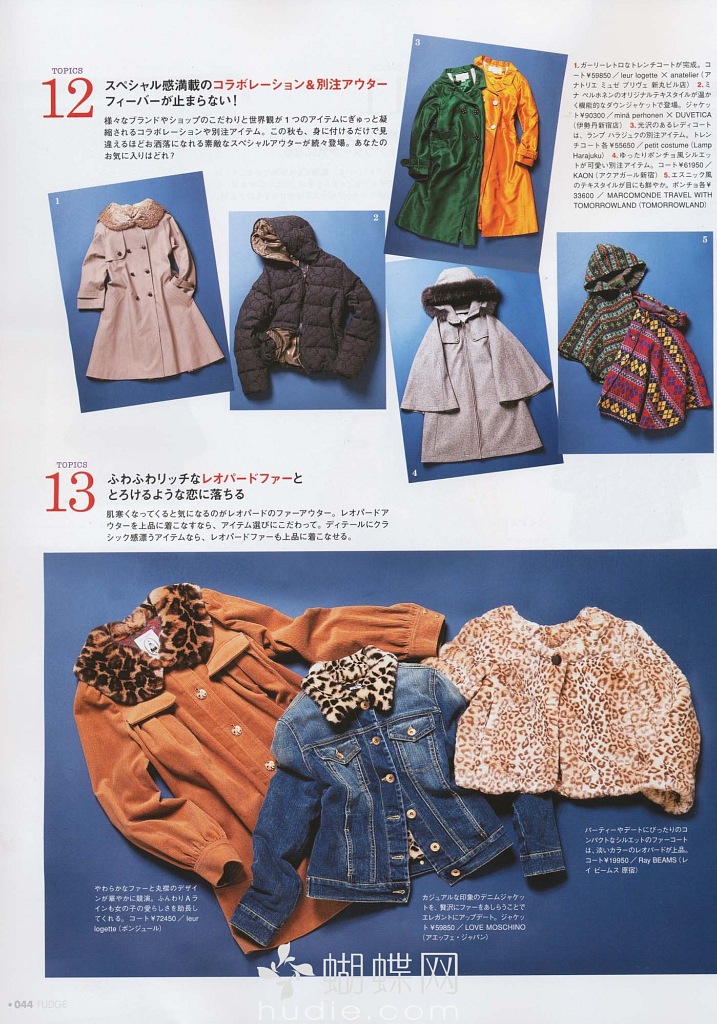 TOPICS
12
スペシャル感満載のコラボレーション&別注アウター
フィーバーが止まらない!
様々なブランドやショップのこだわりと世界観が1つのアイテムにぎゅっと凝
縮されるコラボレーションや別注アイテム。この秋も、身に付けるだけで見
違えるほどお洒落になれる素敵なスペシャルアウターが続々登場。あなたの
お気に入りはどれ?
1.ガーリーレトロなトレンチコートが完成。コ
ート¥59850/leur logette × anatelier(ア
ナトリエ ミュゼ プリヴェ 新丸ビル店) 2.ミ
ナ ペルホネンのオリジナルテキスタイルが温か
く機能的なダウンジャケットで登場。ジャケッ
ト¥90300/minä perhonen × DUVETICA
(伊勢丹新宿店) 3.光沢のあるレディコート
は、ランプ ハラジュクの別注アイテム。トレン
チコート各¥55650/petit costume(Lamp
Harajuku) 4.ゆったりポンチョ風シルエッ
トが可愛い別注アイテム。コート¥61950/
KAON(アクアガール新宿) 5.エスニック風
のテキスタイルが目にも鮮やか。ポンチョ各¥
33600/MARCOMONDE TRAVEL WITH
TOMORROWLAND(TOMORROWLAND)
1
2
3
4
5
TOPICS
13
ふわふわリッチなレオパードファーと
とろけるような恋に落ちる
肌寒くなってくると気になるのがレオパードのファーアウター。レオパードア
ウターを上品に着こなすなら、アイテム選びにこだわって。ディテールにクラ
シック感漂うアイテムなら、レオパードファーも上品に着こなせる。
パーティーやデートにぴったりのコ
ンパクトなシルエットのファーコート
は、淡いカラーのレオパードが上品。
コート¥19950/Ray BEAMS(レ
イ ビームス 原宿)
やわらかなファーと丸襟のデザイ
ンが華やかに競演。ふんわりAラ
インも女の子の愛らしさを助長し
てくれる。コート¥72450/leur
logette(ボンジュール)
カジュアルな印象のデニムジャケッ
トを、贅沢にファーをあしらうことで
エレガントにアップデート。ジャケッ
ト¥59850/LOVE MOSCHINO
(アエッフェ・ジャパン)
蝴蝶网
hudie.com
•044 FUDGE